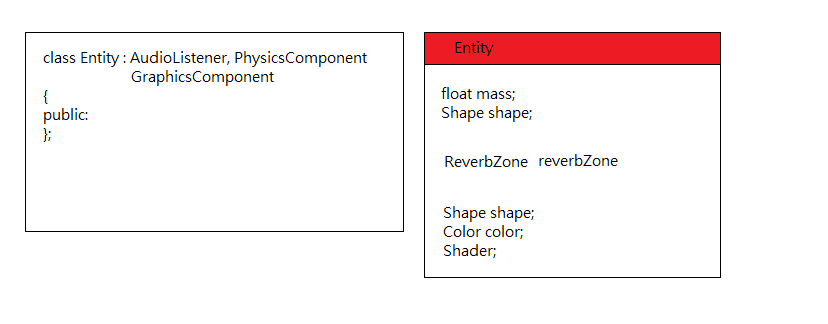 class Entity : AudioListener, PhysicsComponent
GraphicsComponent
{
public:
};
Entity
float mass;
Shape shape;
ReverbZone reverbZone
Shape shape;
Color color;
Shader;